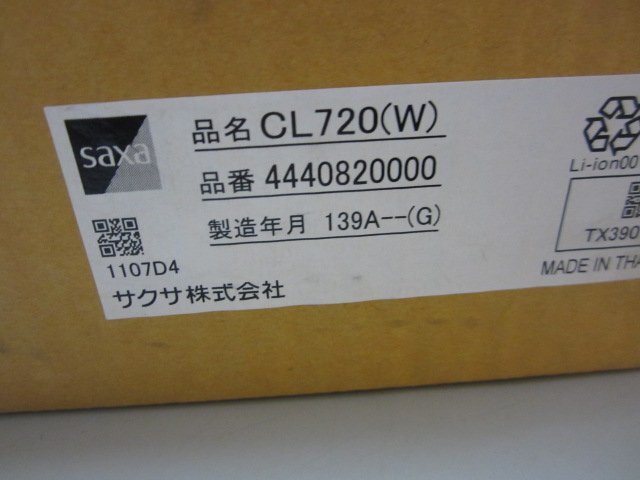 saxa
品名 CL720(W)
品番 4440820000
製造年月 139A--(G)
1107D4
サクサ株式会社
Li-ion00
TX390
MADE IN THA